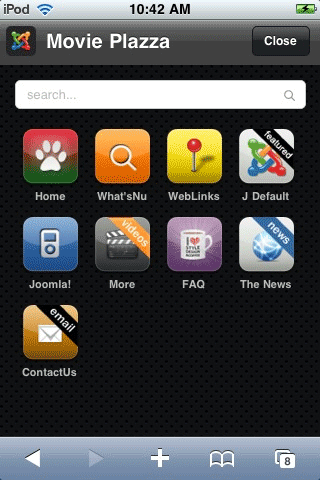 iPod 10:42 AM
Movie Plazza Close
search...
featured
Home What'sNu WebLinks J Default
videos news
Joomla! More FAQ The News
email
ContactUs
8